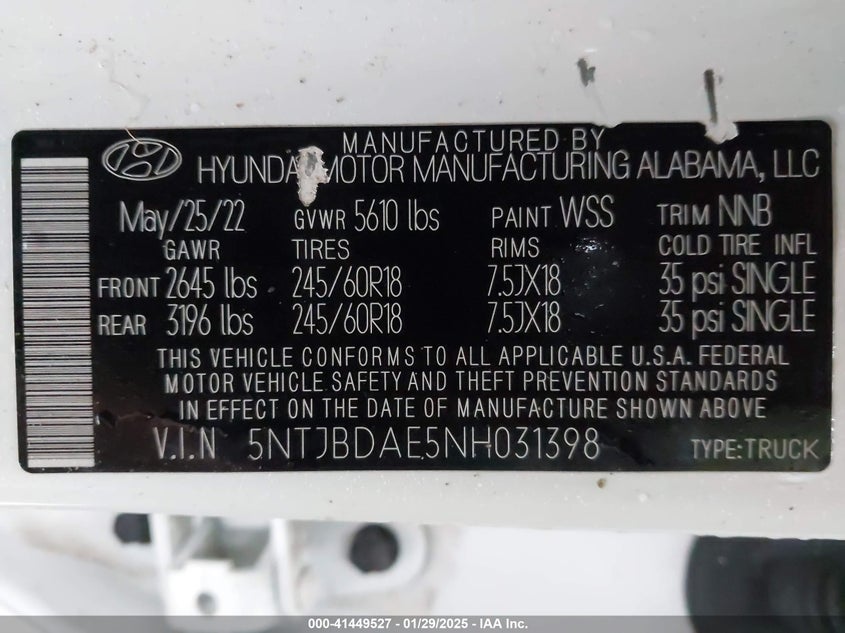 MANUFACTURED BY
HYUNDAI MOTOR MANUFACTURING ALABAMA, LLC
May/25/22 GVWR 5610 lbs PAINT WSS TRIM NNB
GAWR TIRES RIMS COLD TIRE INFL
FRONT 2645 lbs 245/60R18 7.5JX18 35 psi SINGLE
REAR 3196 lbs 245/60R18 7.5JX18 35 psi SINGLE
THIS VEHICLE CONFORMS TO ALL APPLICABLE U.S.A. FEDERAL
MOTOR VEHICLE SAFETY AND THEFT PREVENTION STANDARDS
IN EFFECT ON THE DATE OF MANUFACTURE SHOWN ABOVE
V.I.N 5NTJBDAE5NH031398 TYPE:TRUCK
000-41449527 - 01/29/2025 - IAA Inc.